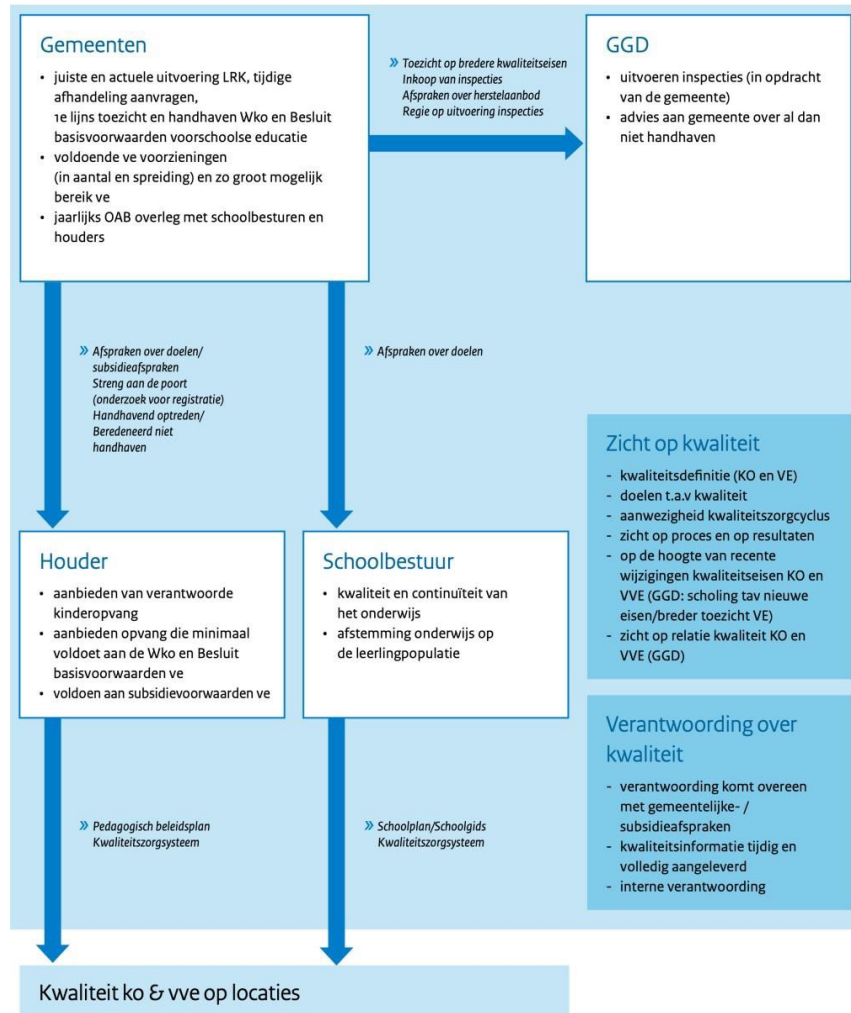 Gemeenten
• juiste en actuele uitvoering LRK, tijdige
afhandeling aanvragen,
1e lijns toezicht en handhaven Wko en Besluit
basisvoorwaarden voorschoolse educatie
• voldoende ve voorzieningen
(in aantal en spreiding) en zo groot mogelijk
bereik ve
• jaarlijks OAB overleg met schoolbesturen en
houders
» Toezicht op bredere kwaliteitseisen
Inkoop van inspecties
Afspraken over herstelaanbod
Regie op uitvoering inspecties
GGD
• uitvoeren inspecties (in opdracht
van de gemeente)
• advies aan gemeente over al dan
niet handhaven
» Afspraken over doelen/
subsidieafspraken
Streng aan de poort
(onderzoek voor registratie)
Handhavend optreden/
Beredeneerd niet
handhaven
» Afspraken over doelen
Houder
• aanbieden van verantwoorde
kinderopvang
• aanbieden opvang die minimaal
voldoet aan de Wko en Besluit
basisvoorwaarden ve
• voldoen aan subsidievoorwaarden ve
Schoolbestuur
• kwaliteit en continuïteit van
het onderwijs
• afstemming onderwijs op
de leerlingpopulatie
Zicht op kwaliteit
- kwaliteitsdefinitie (KO en VE)
- doelen t.a.v kwaliteit
- aanwezigheid kwaliteitszorgcyclus
- zicht op proces en op resultaten
- op de hoogte van recente
wijzigingen kwaliteitseisen KO en
VVE (GGD: scholing tav nieuwe
eisen/breder toezicht VE)
- zicht op relatie kwaliteit KO en
VVE (GGD)
Verantwoording over
kwaliteit
- verantwoording komt overeen
met gemeentelijke- /
subsidieafspraken
- kwaliteitsinformatie tijdig en
volledig aangeleverd
- interne verantwoording
» Pedagogisch beleidsplan
Kwaliteitszorgsysteem
» Schoolplan/Schoolgids
Kwaliteitszorgsysteem
Kwaliteit ko & vve op locaties